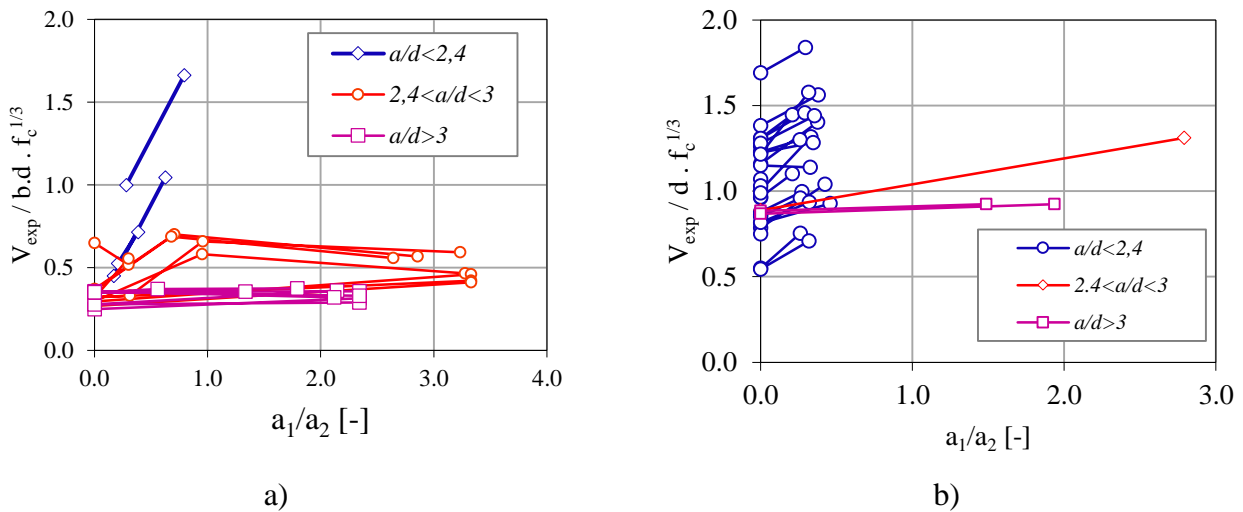 2.0
1.5
1.0
0.5
0.0
V_exp / b.d . f_c^1/3
a/d<2,4
2,4<a/d<3
a/d>3
0.0 1.0 2.0 3.0 4.0
a₁/a₂ [-]
a)
2.0
1.5
1.0
0.5
0.0
V_exp / d . f_c^1/3
a/d<2,4
2.4<a/d<3
a/d>3
0.0 1.0 2.0 3.0
a₁/a₂ [-]
b)